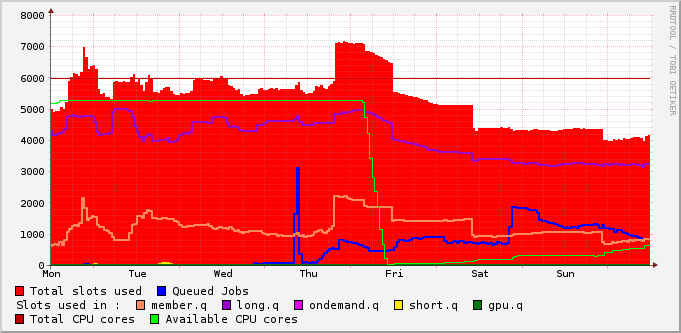 8000
7000
6000
5000
4000
3000
2000
1000
0
Mon Tue Wed Thu Fri Sat Sun
RRDTOOL / TOBI OETIKER
Total slots used Queued Jobs
Slots used in : member.q long.q ondemand.q short.q gpu.q
Total CPU cores Available CPU cores